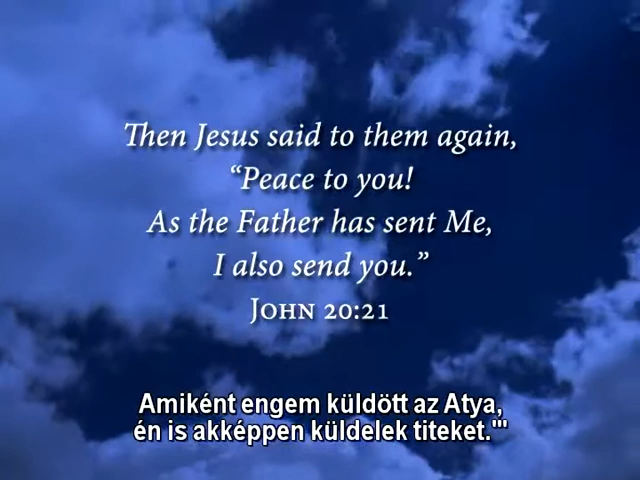 Then Jesus said to them again,
“Peace to you!
As the Father has sent Me,
I also send you.”
John 20:21
Amiként engem küldött az Atya,
én is akképpen küldelek titeket.'"